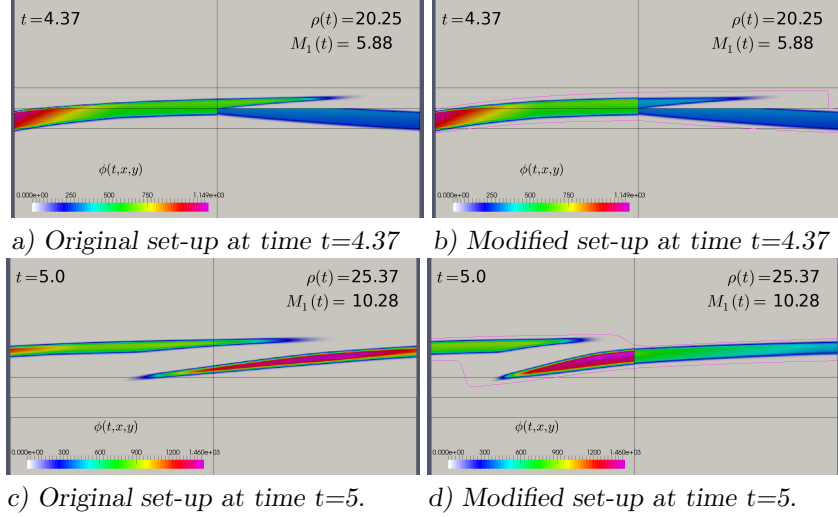 t=4.37 ρ(t)=20.25 t=4.37 ρ(t)=20.25
M₁(t)= 5.88 M₁(t)= 5.88
ϕ(t,x,y) ϕ(t,x,y)
0.000e+00 250 500 750 1.149e+03 0.000e+00 250 500 750 1.149e+03
a) Original set-up at time t=4.37 b) Modified set-up at time t=4.37
t=5.0 ρ(t)=25.37 t=5.0 ρ(t)=25.37
M₁(t)= 10.28 M₁(t)= 10.28
ϕ(t,x,y) ϕ(t,x,y)
0.000e+00 300 600 900 1200 1.460e+03 0.000e+00 300 600 900 1200 1.460e+03
c) Original set-up at time t=5. d) Modified set-up at time t=5.